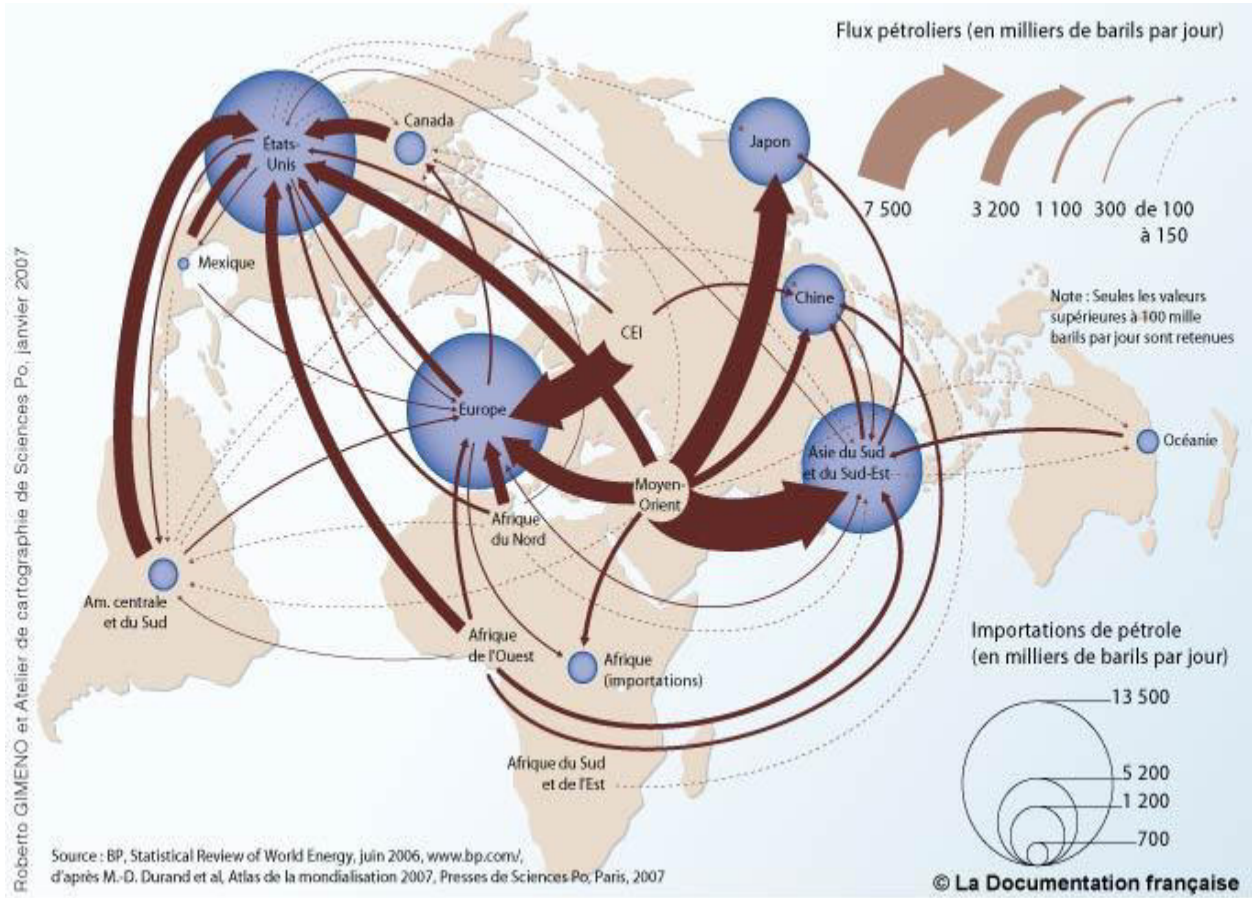 Flux pétroliers (en milliers de barils par jour)
7 500
3 200
1 100
300
de 100
à 150
Note : Seules les valeurs
supérieures à 100 mille
barils par jour sont retenues
États-
Unis
Canada
Japon
Mexique
Chine
CEI
Europe
Asie du Sud
et du Sud-Est
Océanie
Moyen-
Orient
Afrique
du Nord
Am. centrale
et du Sud
Afrique
de l'Ouest
Afrique
(importations)
Afrique du Sud
et de l'Est
Importations de pétrole
(en milliers de barils par jour)
13 500
5 200
1 200
700
Roberto GIMENO et Atelier de cartographie de Sciences Po, janvier 2007
Source : BP, Statistical Review of World Energy, juin 2006, www.bp.com/,
d'après M.-D. Durand et al, Atlas de la mondialisation 2007, Presses de Sciences Po, Paris, 2007
© La Documentation française